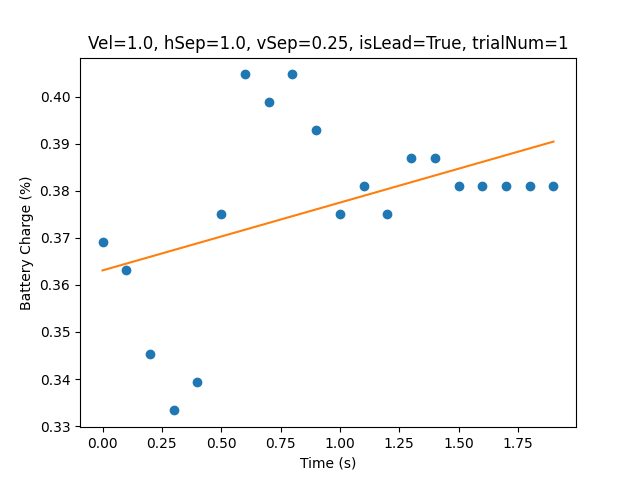 Vel=1.0, hSep=1.0, vSep=0.25, isLead=True, trialNum=1
Battery Charge (%)
0.40
0.39
0.38
0.37
0.36
0.35
0.34
0.33
0.00 0.25 0.50 0.75 1.00 1.25 1.50 1.75
Time (s)